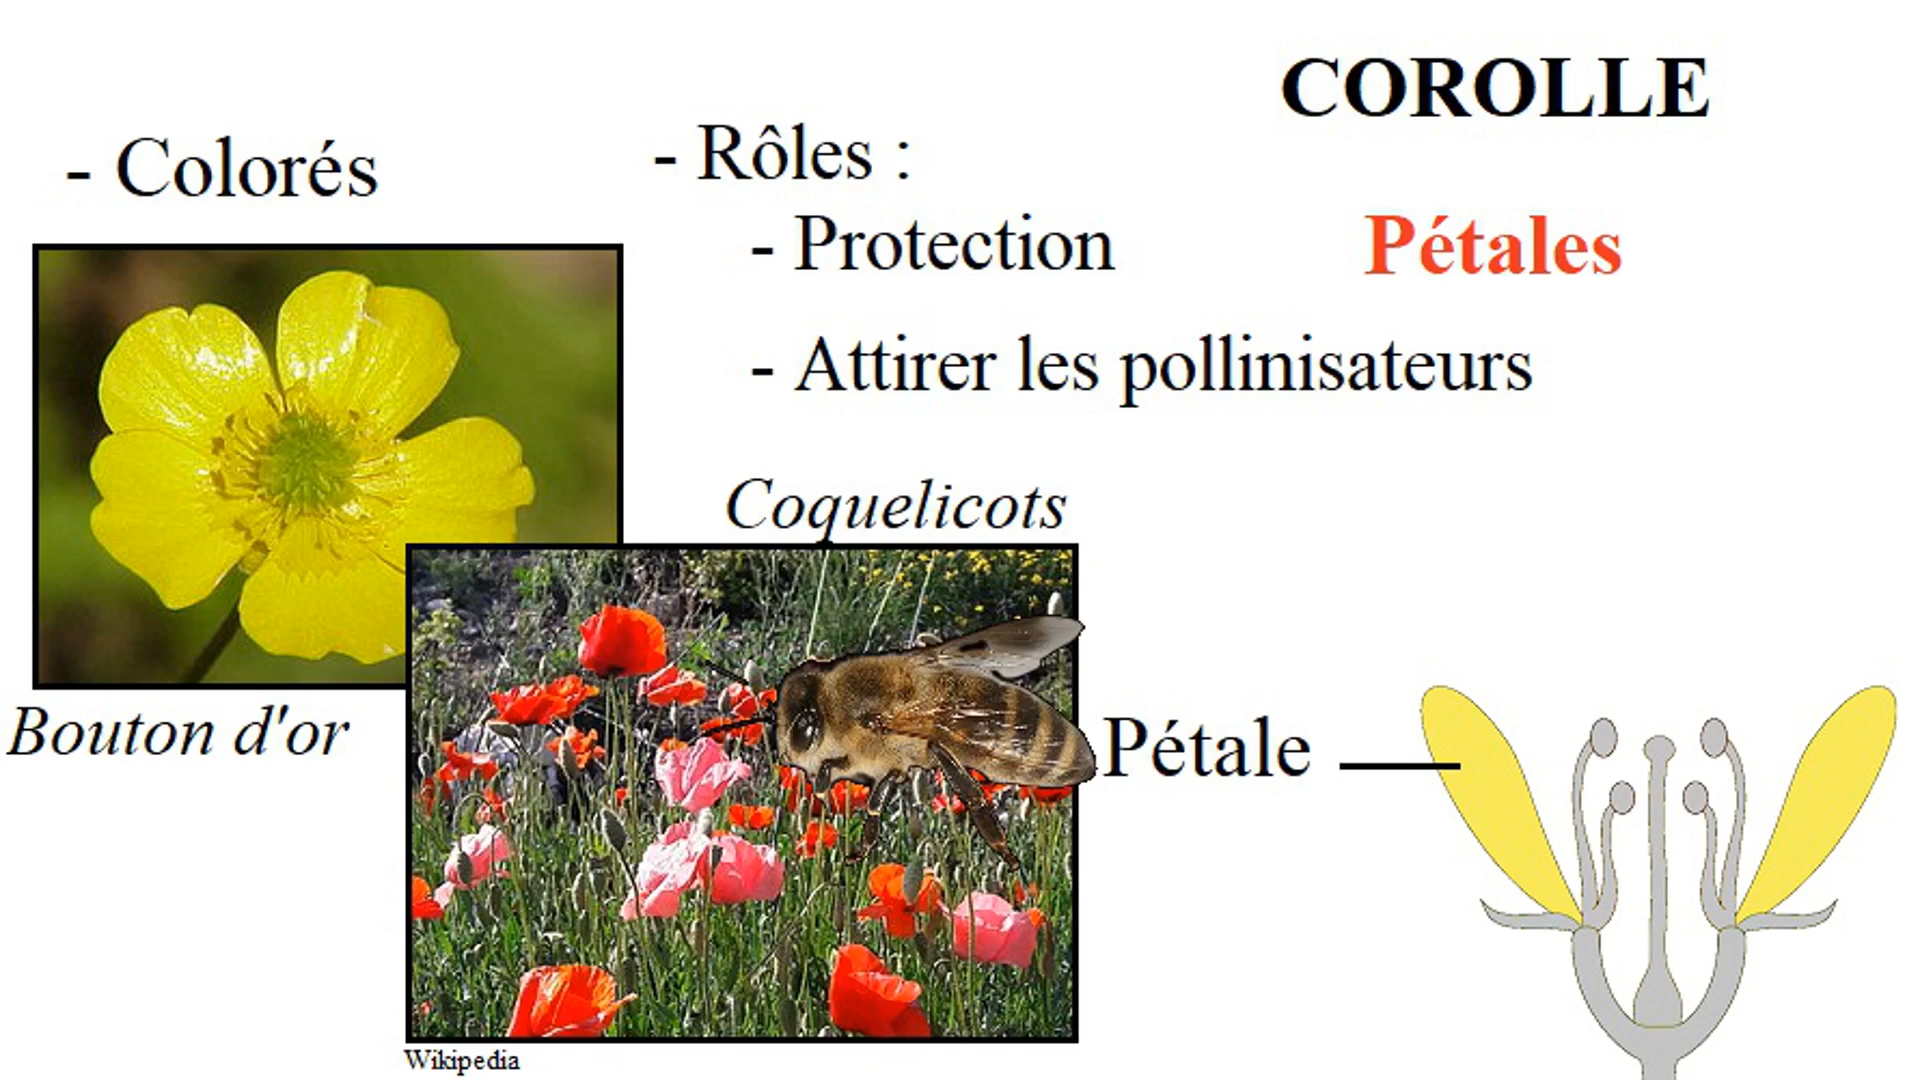 COROLLE
- Colorés
- Rôles :
- Protection
Pétales
- Attirer les pollinisateurs
Coquelicots
Bouton d'or
Pétale
Wikipedia